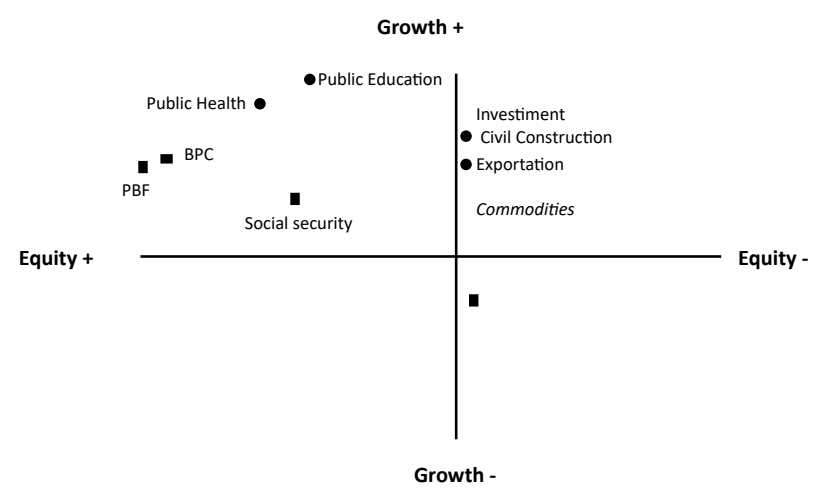 Growth +
Public Education
Public Health
Investiment
Civil Construction
BPC
Exportation
PBF
Commodities
Social security
Equity +
Equity -
Growth -